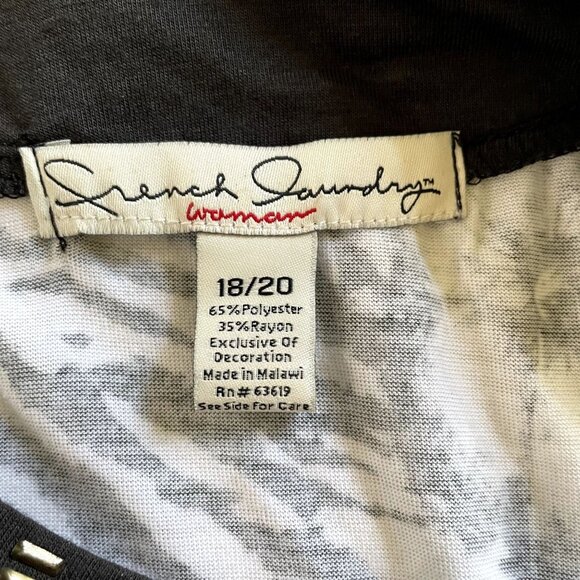 French Laundry™
woman
18/20
65%Polyester
35%Rayon
Exclusive Of
Decoration
Made in Malawi
Rn# 63619
See Side For Care